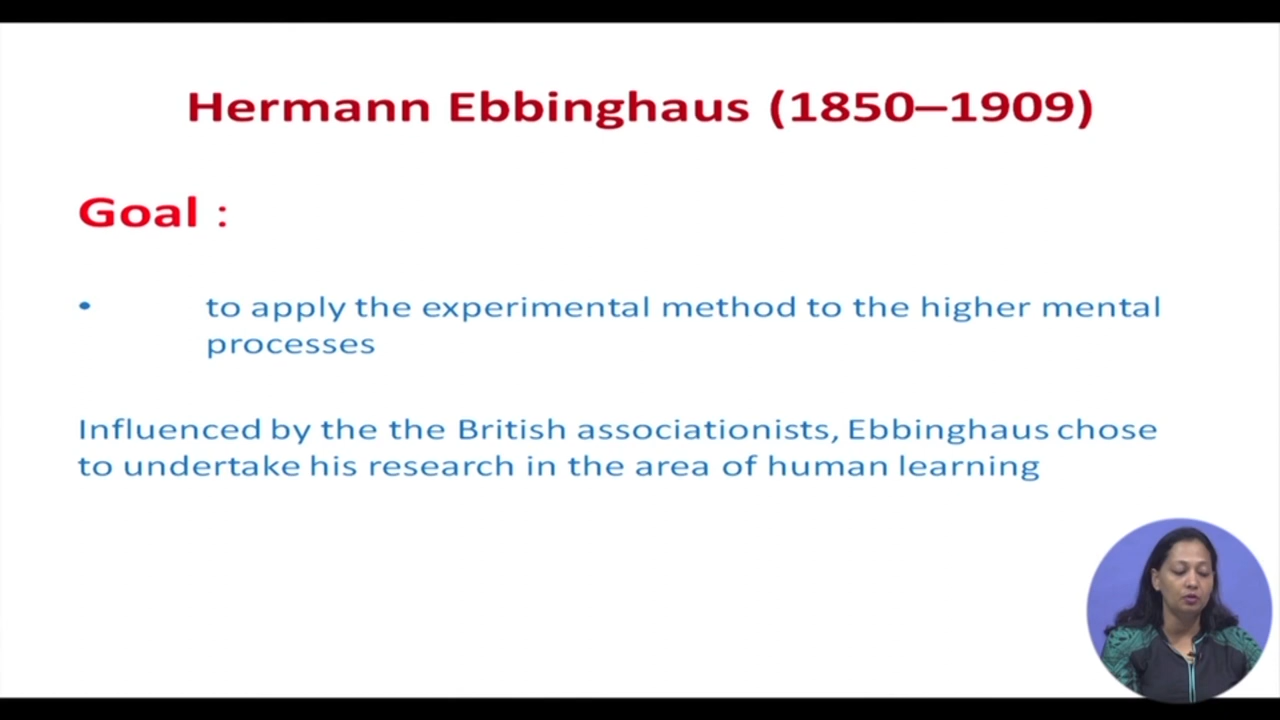 Hermann Ebbinghaus (1850–1909)
Goal :
• to apply the experimental method to the higher mental
processes
Influenced by the the British associationists, Ebbinghaus chose
to undertake his research in the area of human learning